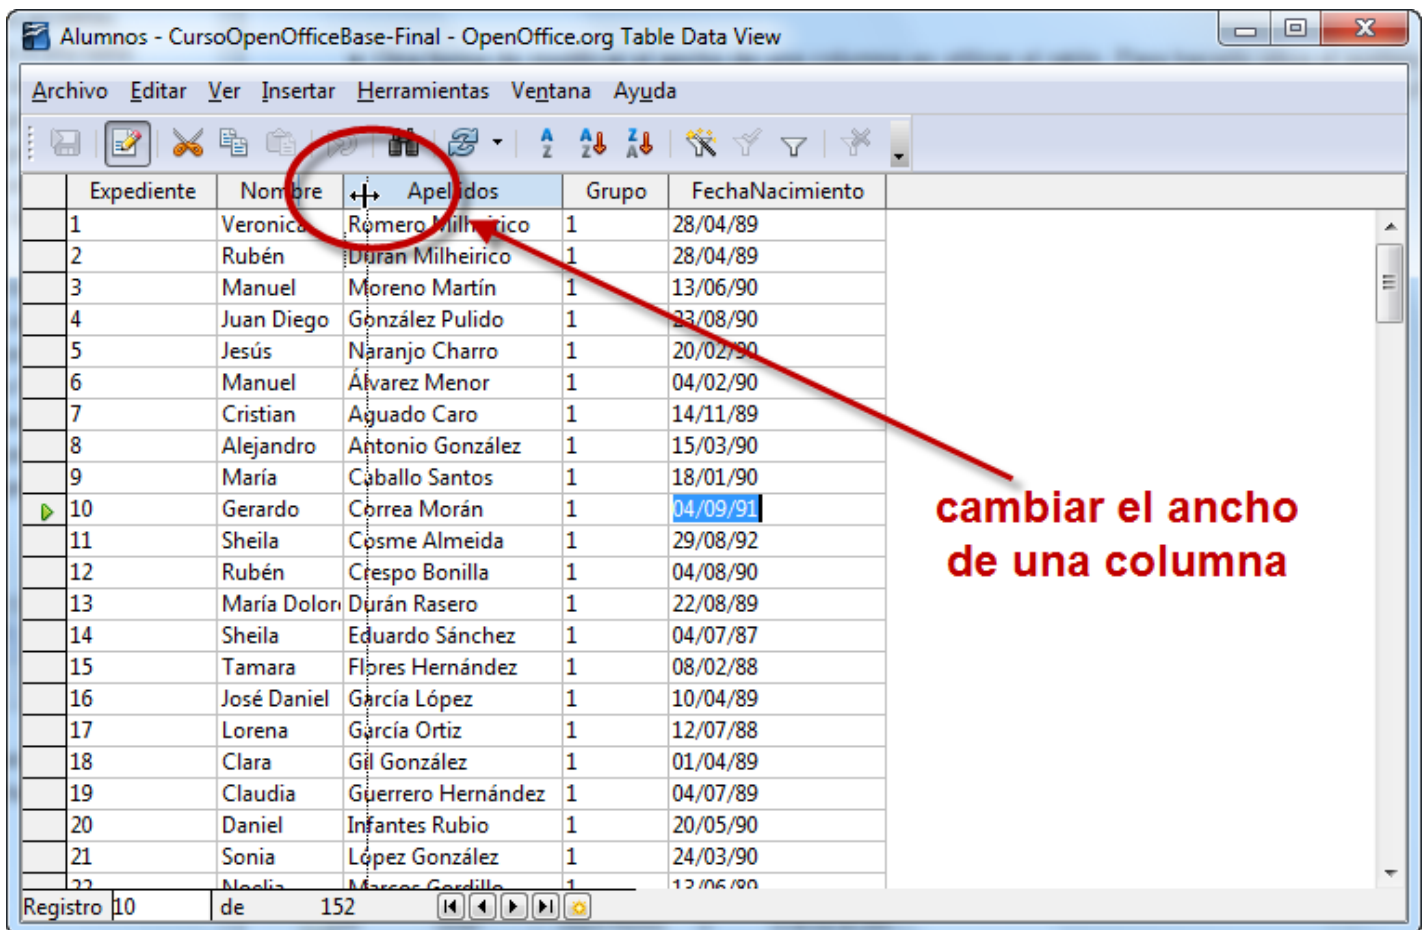 Alumnos - CursoOpenOfficeBase-Final - OpenOffice.org Table Data View
Archivo Editar Ver Insertar Herramientas Ventana Ayuda
Expediente Nombre Apellidos Grupo FechaNacimiento
1 Veronica Romero Milheirico 1 28/04/89
2 Rubén Durán Milheirico 1 28/04/89
3 Manuel Moreno Martín 1 13/06/90
4 Juan Diego González Pulido 1 23/08/90
5 Jesús Naranjo Charro 1 20/02/90
6 Manuel Álvarez Menor 1 04/02/90
7 Cristian Aguado Caro 1 14/11/89
8 Alejandro Antonio González 1 15/03/90
9 María Caballo Santos 1 18/01/90
10 Gerardo Correa Morán 1 04/09/91
cambiar el ancho
de una columna
11 Sheila Cosme Almeida 1 29/08/92
12 Rubén Crespo Bonilla 1 04/08/90
13 María Dolor Durán Rasero 1 22/08/89
14 Sheila Eduardo Sánchez 1 04/07/87
15 Tamara Flores Hernández 1 08/02/88
16 José Daniel García López 1 10/04/89
17 Lorena García Ortiz 1 12/07/88
18 Clara Gil González 1 01/04/89
19 Claudia Guerrero Hernández 1 04/07/89
20 Daniel Infantes Rubio 1 20/05/90
21 Sonia López González 1 24/03/90
22 Noelia Marcos Gordillo 1 13/06/89
Registro 10 de 152